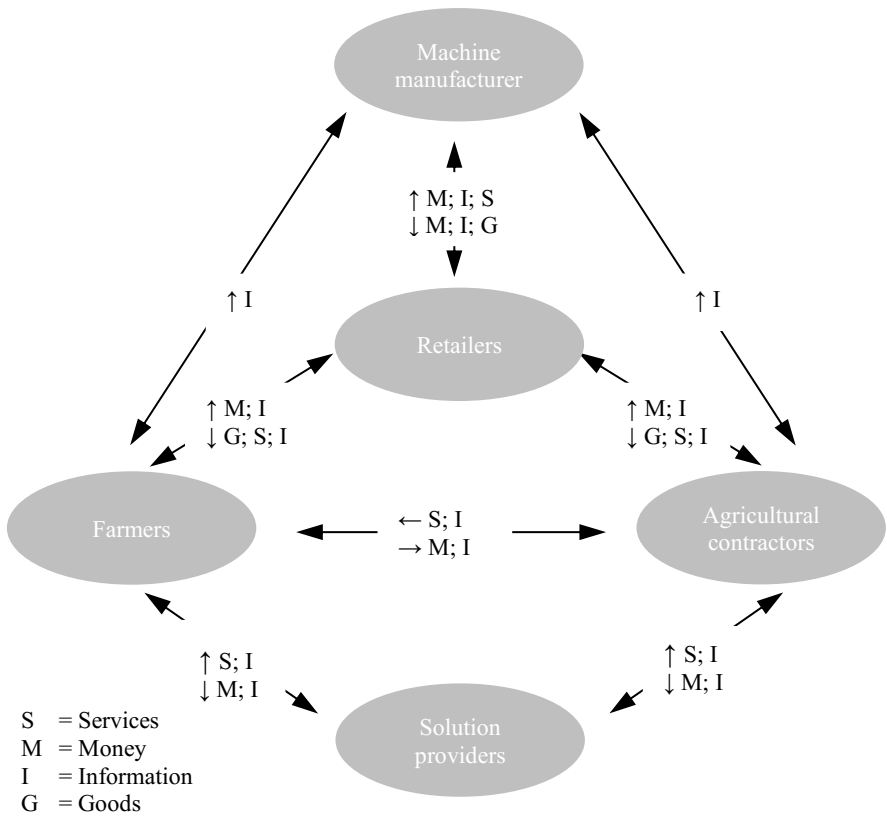 Machine
manufacturer
↑ M; I; S
↓ M; I; G
↑ I
↑ I
Retailers
↑ M; I
↓ G; S; I
↑ M; I
↓ G; S; I
Farmers
← S; I
→ M; I
Agricultural
contractors
↑ S; I
↓ M; I
↑ S; I
↓ M; I
Solution
providers
S = Services
M = Money
I = Information
G = Goods